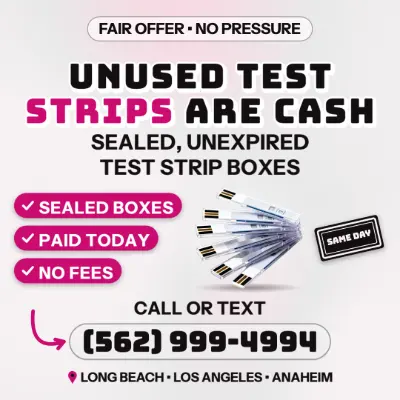 FAIR OFFER • NO PRESSURE
UNUSED TEST
STRIPS ARE CASH
SEALED, UNEXPIRED
TEST STRIP BOXES
SEALED BOXES
PAID TODAY
NO FEES
SAME DAY
CALL OR TEXT
(562) 999-4994
LONG BEACH • LOS ANGELES • ANAHEIM